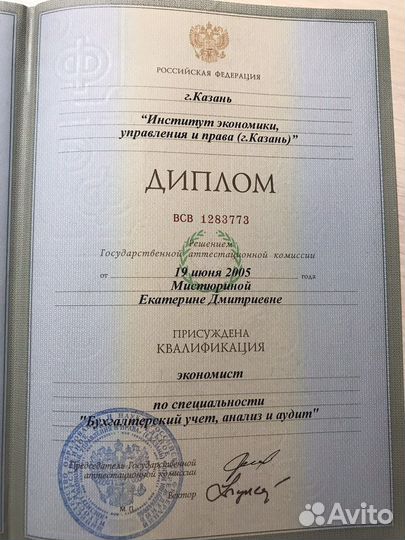 РОССИЙСКАЯ ФЕДЕРАЦИЯ
г.Казань
“Институт экономики,
управления и права (г.Казань)”
ДИПЛОМ
ВСВ 1283773
Решением
Государственной аттестационной комиссии
от 19 июня 2005 года
Мистюриной
Екатерине Дмитриевне
ПРИСУЖДЕНА
КВАЛИФИКАЦИЯ
экономист
по специальности
"Бухгалтерский учет, анализ и аудит"
Председатель Государственной
аттестационной комиссии
Ректор
М.П.
Avito